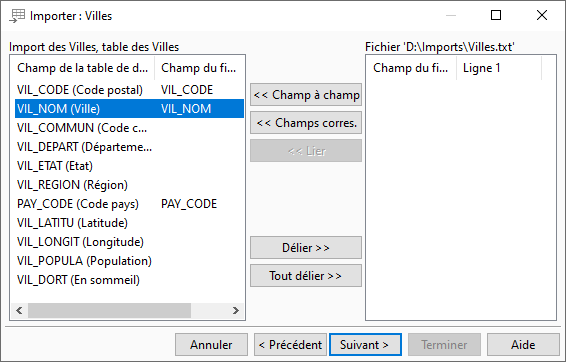 Importer : Villes
Import des Villes, table des Villes
Fichier 'D:\Imports\Villes.txt'
Champ de la table de d... Champ du fi...
VIL_CODE (Code postal) VIL_CODE
VIL_NOM (Ville) VIL_NOM
VIL_COMMUN (Code c...
VIL_DEPART (Départeme...
VIL_ETAT (Etat)
VIL_REGION (Région)
PAY_CODE (Code pays) PAY_CODE
VIL_LATITU (Latitude)
VIL_LONGIT (Longitude)
VIL_POPULA (Population)
VIL_DORT (En sommeil)
<< Champ à champ
<< Champs corres.
<< Lier
Délier >>
Tout délier >>
Champ du fi... Ligne 1
Annuler < Précédent Suivant > Terminer Aide